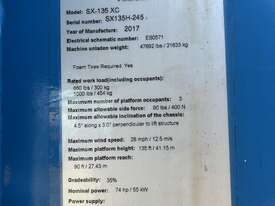 Model: SX-135 XC
Serial number: SX135H-245
Year of Manufacture: 2017
Electrical schematic number: ES0571
Machine unladen weight: 47692 lbs / 21633 kg
Foam Tires Required: Yes
Rated work load(including occupants):
660 lbs / 300 kg
1000 lbs / 454 kg
Maximum number of platform occupants: 3
Maximum allowable side force: 90 lbs / 400 N
Maximum allowable inclination of the chassis:
4.5° along x 3.0° perpendicular to lift structure
Maximum wind speed: 28 mph / 12.5 m/s
Maximum platform height: 135 ft / 41.15 m
Maximum platform reach:
90 ft / 27.43 m
Gradeability: 35%
Nominal power: 74 hp / 55 kW
Power supply: